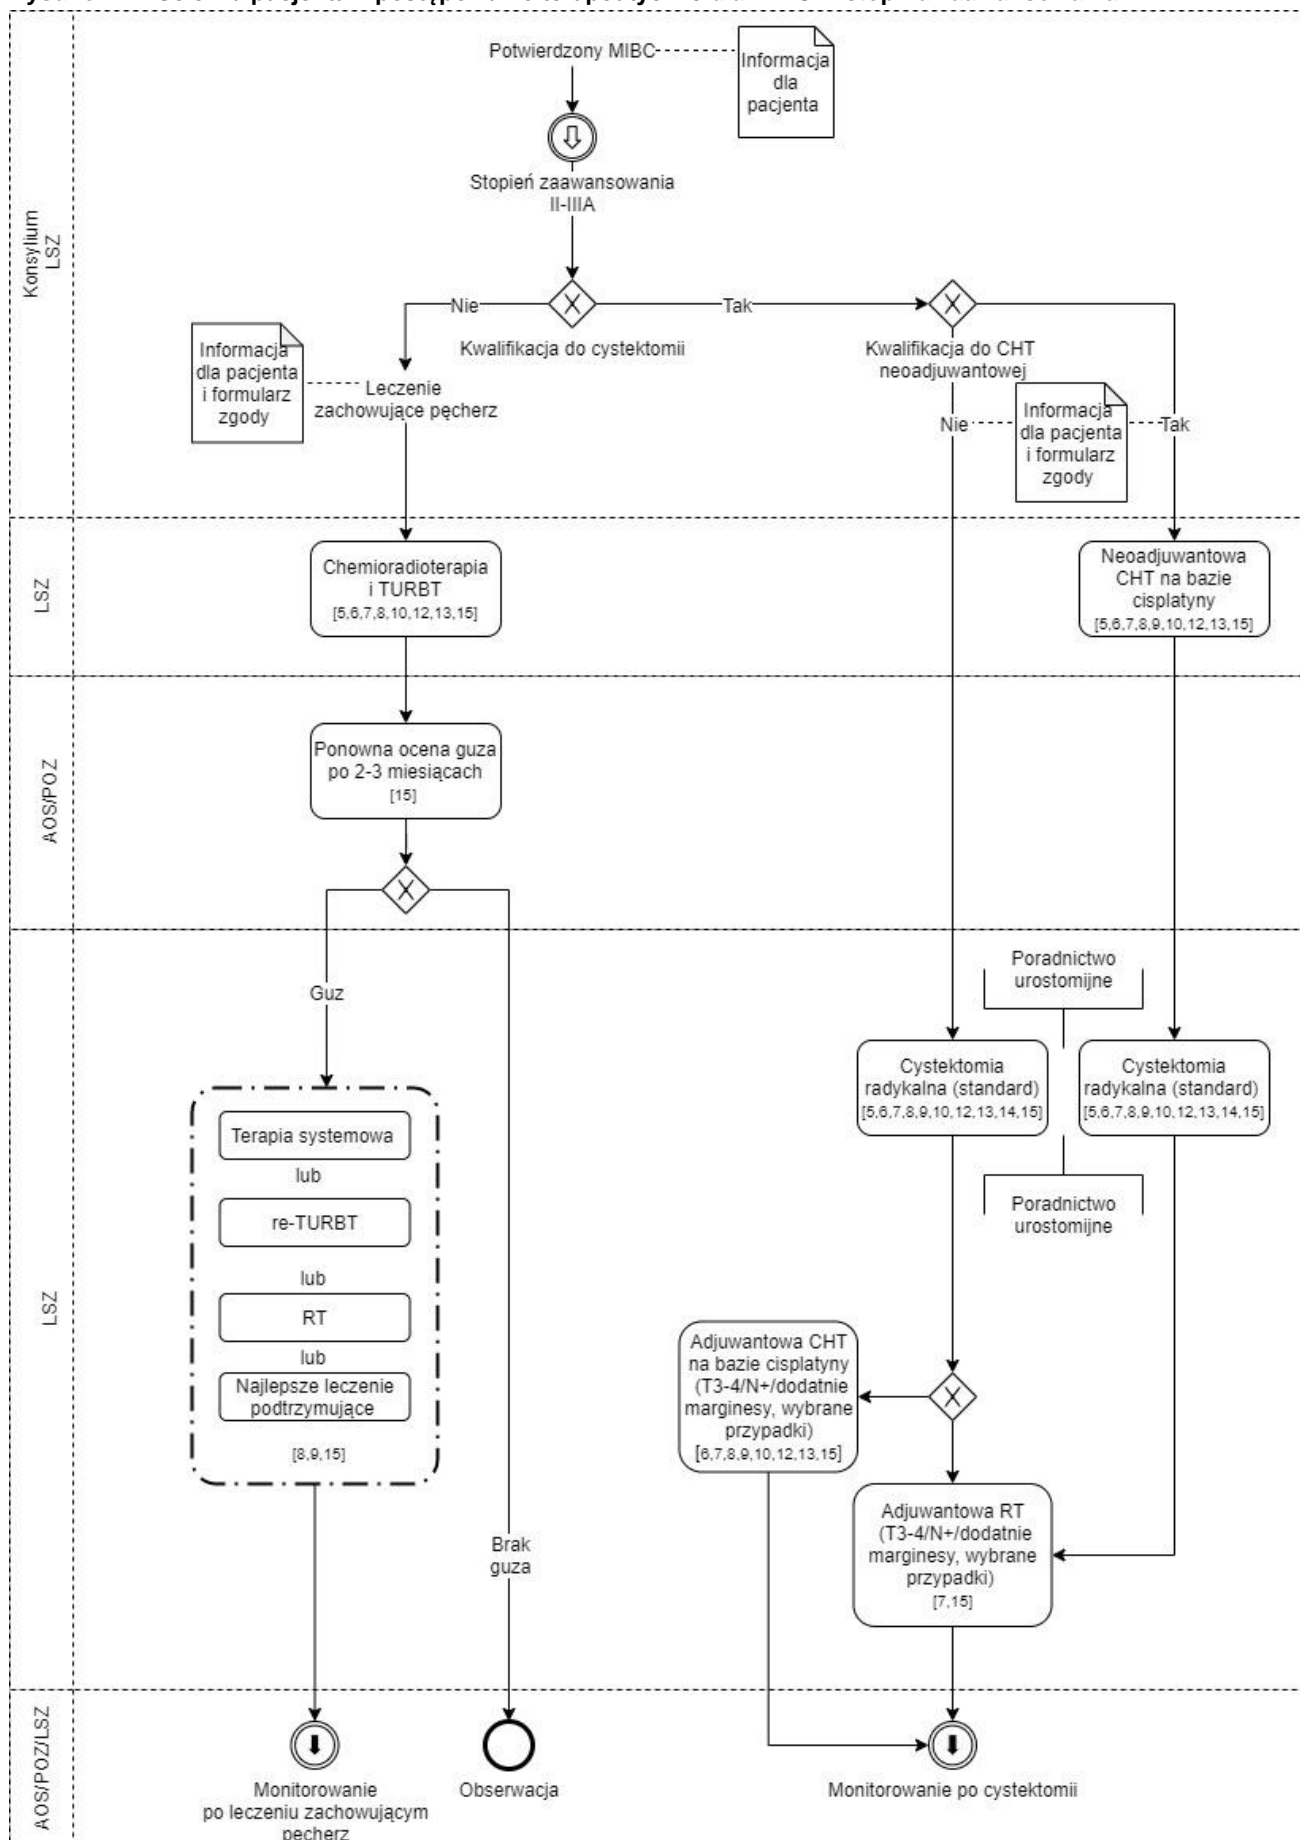 Potwierdzony MIBC
Informacja
dla
pacjenta
Stopień zaawansowania
II-IIIA
Konsylium
LSZ
Nie
Tak
Kwalifikacja do cystektomii
Kwalifikacja do CHT
neoadjuwantowej
Informacja
dla pacjenta
i formularz
zgody
Leczenie
zachowujące pęcherz
Informacja
dla pacjenta
i formularz
zgody
Nie
Tak
LSZ
Chemioradioterapia
i TURBT
[5,6,7,8,10,12,13,15]
Neoadjuwantowa
CHT na bazie
cisplatyny
[5,6,7,8,9,10,12,13,15]
AOS/POZ
Ponowna ocena guza
po 2-3 miesiącach
[15]
LSZ
Guz
Poradnictwo
urostomijne
Cystektomia
radykalna (standard)
[5,6,7,8,9,10,12,13,14,15]
Cystektomia
radykalna (standard)
[5,6,7,8,9,10,12,13,14,15]
Terapia systemowa
lub
re-TURBT
lub
RT
lub
Najlepsze leczenie
podtrzymujące
[8,9,15]
Poradnictwo
urostomijne
Adjuwantowa CHT
na bazie cisplatyny
(T3-4/N+/dodatnie
marginesy, wybrane
przypadki)
[6,7,8,9,10,12,13,15]
Brak
guza
Adjuwantowa RT
(T3-4/N+/dodatnie
marginesy, wybrane
przypadki)
[7,15]
AOS/POZ/LSZ
Monitorowanie
po leczeniu zachowującym
pęcherz
Obserwacja
Monitorowanie po cystektomii